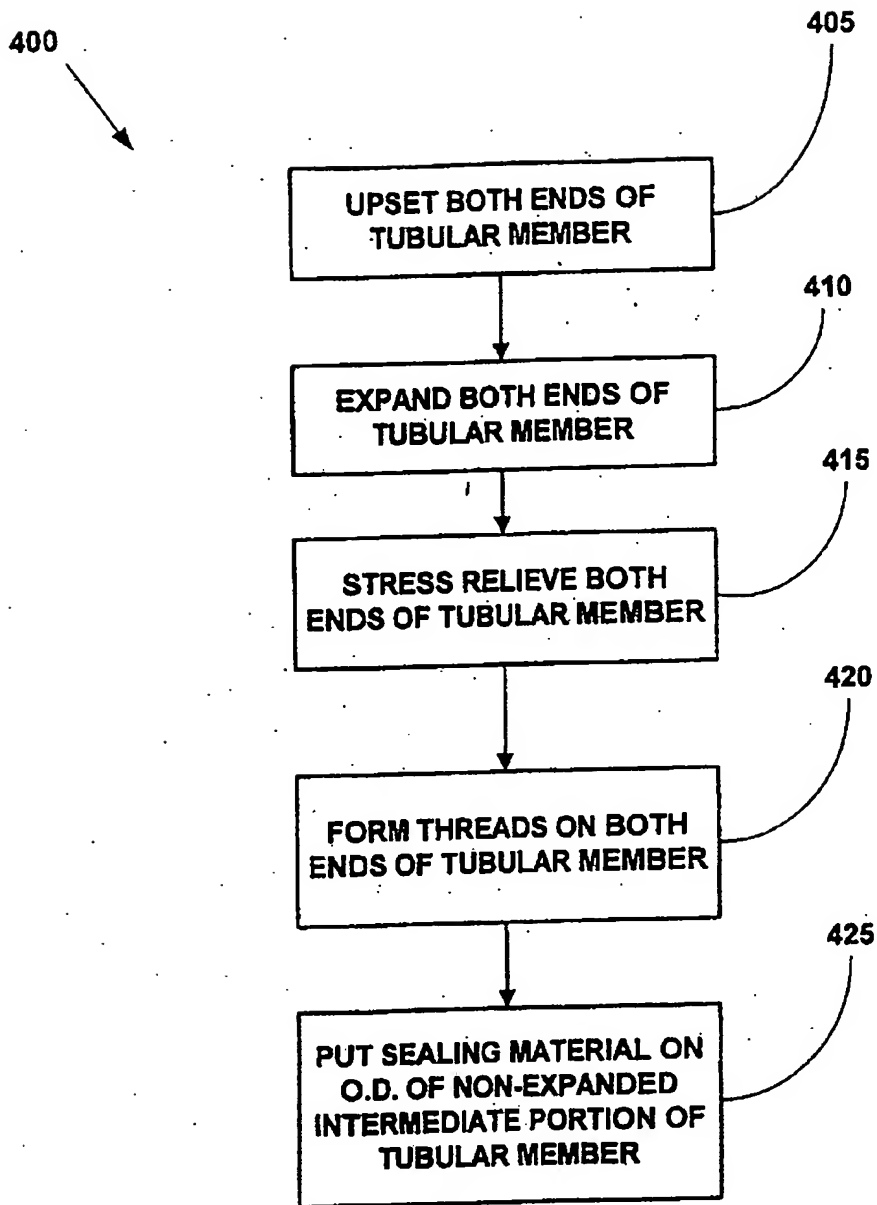 400
405
UPSET BOTH ENDS OF
TUBULAR MEMBER
410
EXPAND BOTH ENDS OF
TUBULAR MEMBER
415
STRESS RELIEVE BOTH
ENDS OF TUBULAR MEMBER
420
FORM THREADS ON BOTH
ENDS OF TUBULAR MEMBER
425
PUT SEALING MATERIAL ON
O.D. OF NON-EXPANDED
INTERMEDIATE PORTION OF
TUBULAR MEMBER